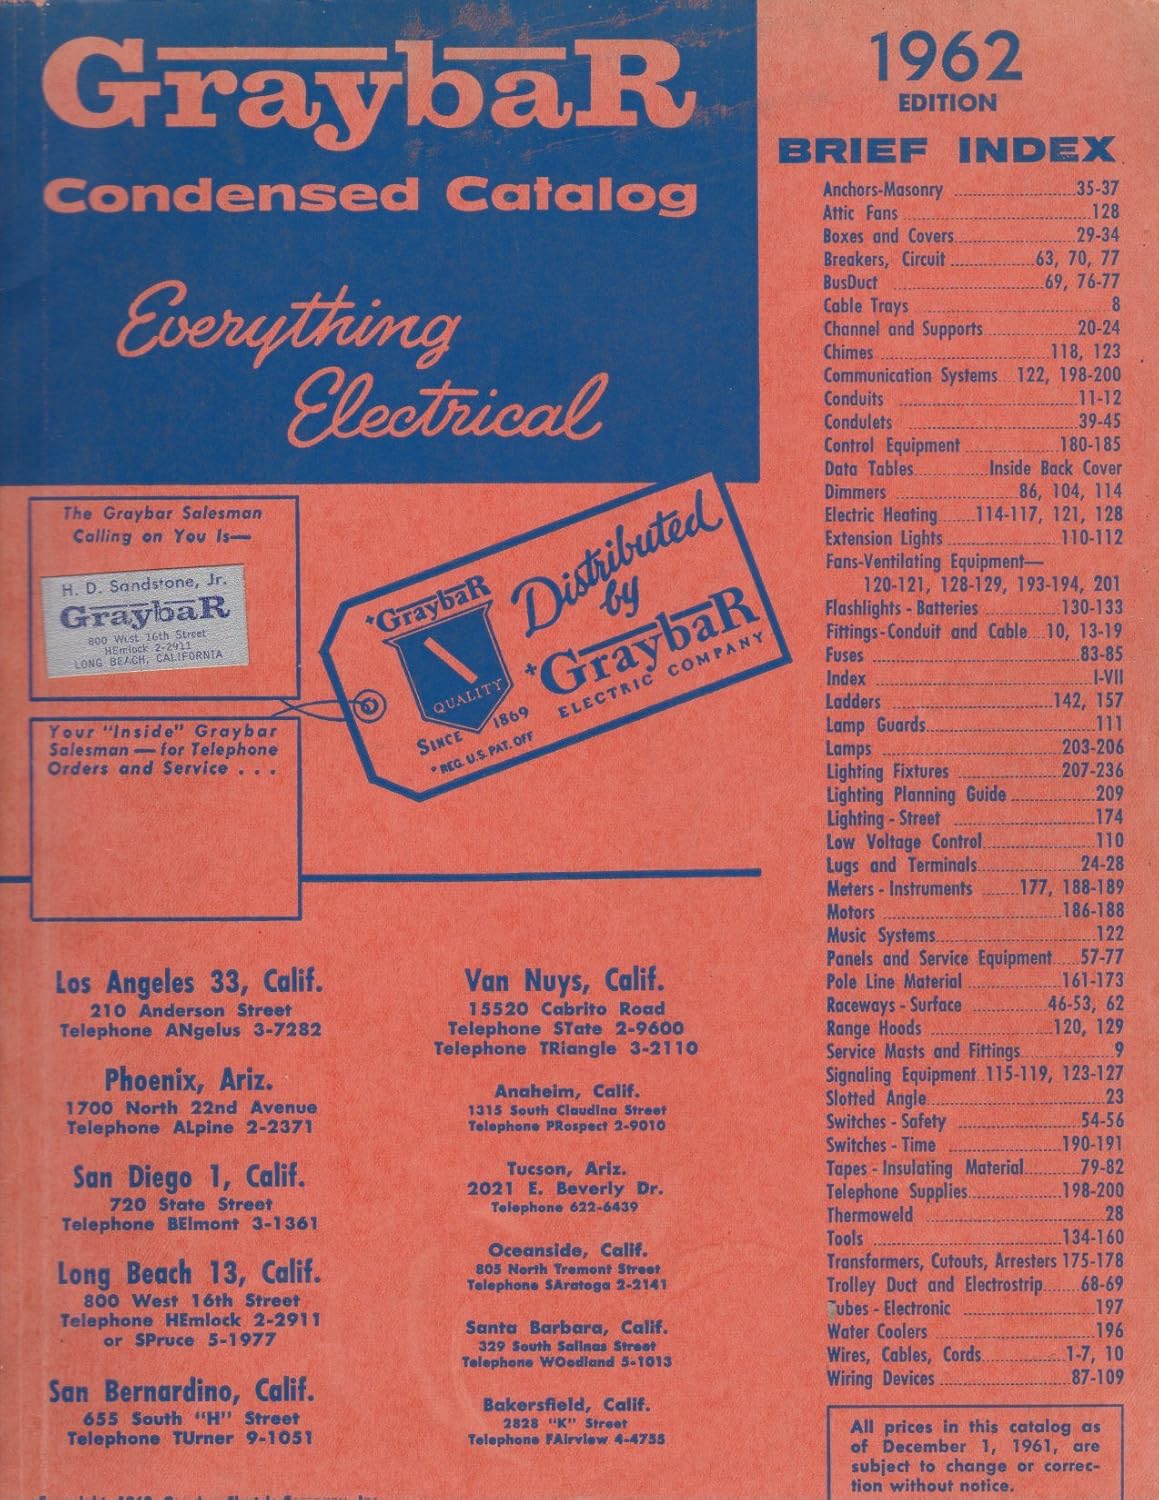 GraybaR
Condensed Catalog
Everything
Electrical
The Graybar Salesman
Calling on You Is—
H. D. Sandstone, Jr.
GraybaR
800 West 16th Street
HEmlock 2-2911
LONG BEACH, CALIFORNIA
Your "Inside" Graybar
Salesman — for Telephone
Orders and Service . . .
*GraybaR
QUALITY
SINCE 1869
*REG. U.S. PAT. OFF
Distributed
by
*GraybaR
ELECTRIC COMPANY
Los Angeles 33, Calif.
210 Anderson Street
Telephone ANgelus 3-7282
Phoenix, Ariz.
1700 North 22nd Avenue
Telephone ALpine 2-2371
San Diego 1, Calif.
720 State Street
Telephone BElmont 3-1361
Long Beach 13, Calif.
800 West 16th Street
Telephone HEmlock 2-2911
or SPruce 5-1977
San Bernardino, Calif.
655 South "H" Street
Telephone TUrner 9-1051
Van Nuys, Calif.
15520 Cabrito Road
Telephone STate 2-9600
Telephone TRiangle 3-2110
Anaheim, Calif.
1315 South Claudina Street
Telephone PRospect 2-9010
Tucson, Ariz.
2021 E. Beverly Dr.
Telephone 622-6439
Oceanside, Calif.
805 North Tremont Street
Telephone SAratoga 2-2141
Santa Barbara, Calif.
329 South Salinas Street
Telephone WOodland 5-1013
Bakersfield, Calif.
2828 "K" Street
Telephone FAirview 4-4755
1962
EDITION
BRIEF INDEX
Anchors-Masonry 35-37
Attic Fans 128
Boxes and Covers 29-34
Breakers, Circuit 63, 70, 77
BusDuct 69, 76-77
Cable Trays 8
Channel and Supports 20-24
Chimes 118, 123
Communication Systems 122, 198-200
Conduits 11-12
Condulets 39-45
Control Equipment 180-185
Data Tables Inside Back Cover
Dimmers 86, 104, 114
Electric Heating 114-117, 121, 128
Extension Lights 110-112
Fans-Ventilating Equipment—
120-121, 128-129, 193-194, 201
Flashlights - Batteries 130-133
Fittings-Conduit and Cable 10, 13-19
Fuses 83-85
Index I-VII
Ladders 142, 157
Lamp Guards 111
Lamps 203-206
Lighting Fixtures 207-236
Lighting Planning Guide 209
Lighting - Street 174
Low Voltage Control 110
Lugs and Terminals 24-28
Meters - Instruments 177, 188-189
Motors 186-188
Music Systems 122
Panels and Service Equipment 57-77
Pole Line Material 161-173
Raceways - Surface 46-53, 62
Range Hoods 120, 129
Service Masts and Fittings 9
Signaling Equipment 115-119, 123-127
Slotted Angle 23
Switches - Safety 54-56
Switches - Time 190-191
Tapes - Insulating Material 79-82
Telephone Supplies 198-200
Thermoweld 28
Tools 134-160
Transformers, Cutouts, Arresters 175-178
Trolley Duct and Electrostrip 68-69
Tubes - Electronic 197
Water Coolers 196
Wires, Cables, Cords 1-7, 10
Wiring Devices 87-109
All prices in this catalog as
of December 1, 1961, are
subject to change or correc-
tion without notice.